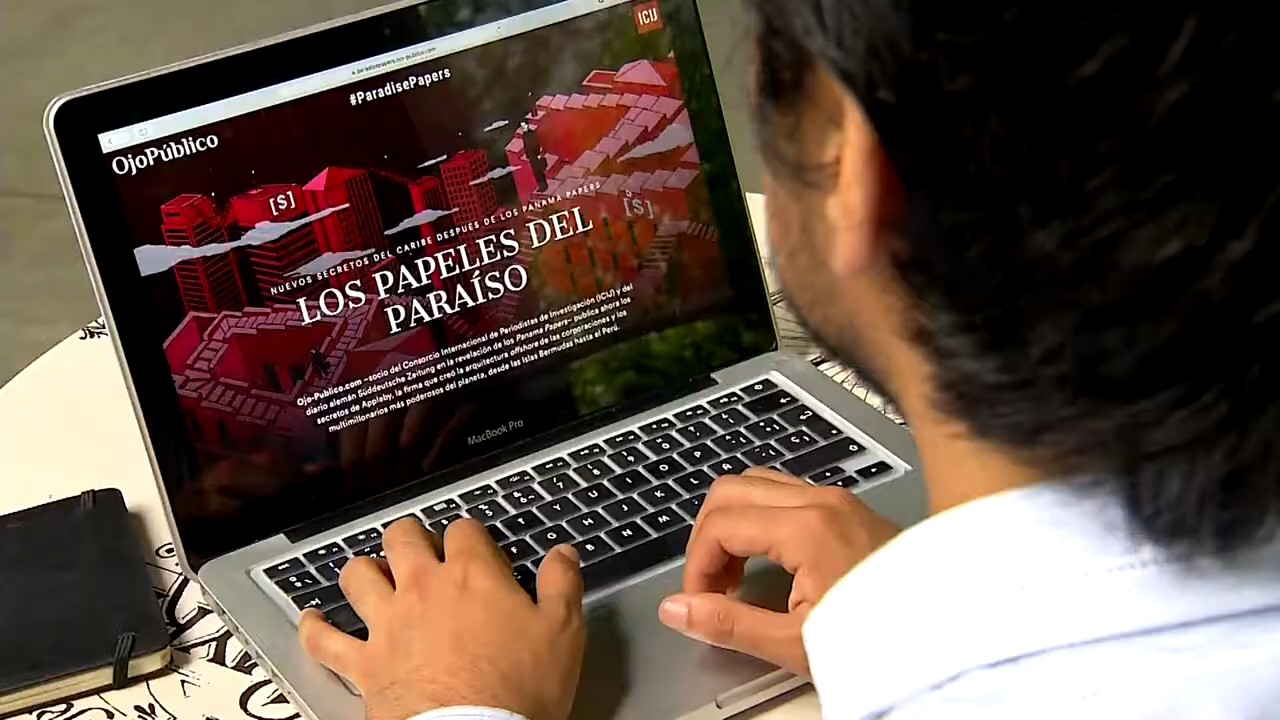 ICIJ
#ParadisePapers
OjoPúblico
[$]
[$]
NUEVOS SECRETOS DEL CARIBE DESPUÉS DE LOS PANAMA PAPERS
LOS PAPELES DEL
PARAÍSO
Ojo-Publico.com –socio del Consorcio Internacional de Periodistas de Investigación (ICIJ) y del
diario alemán Süddeutsche Zeitung en la revelación de los Panama Papers– publica ahora los
secretos de Appleby, la firma que creó la arquitectura offshore de las corporaciones y los
multimillonarios más poderosos del planeta, desde las Islas Bermudas hasta el Perú.
MacBook Pro